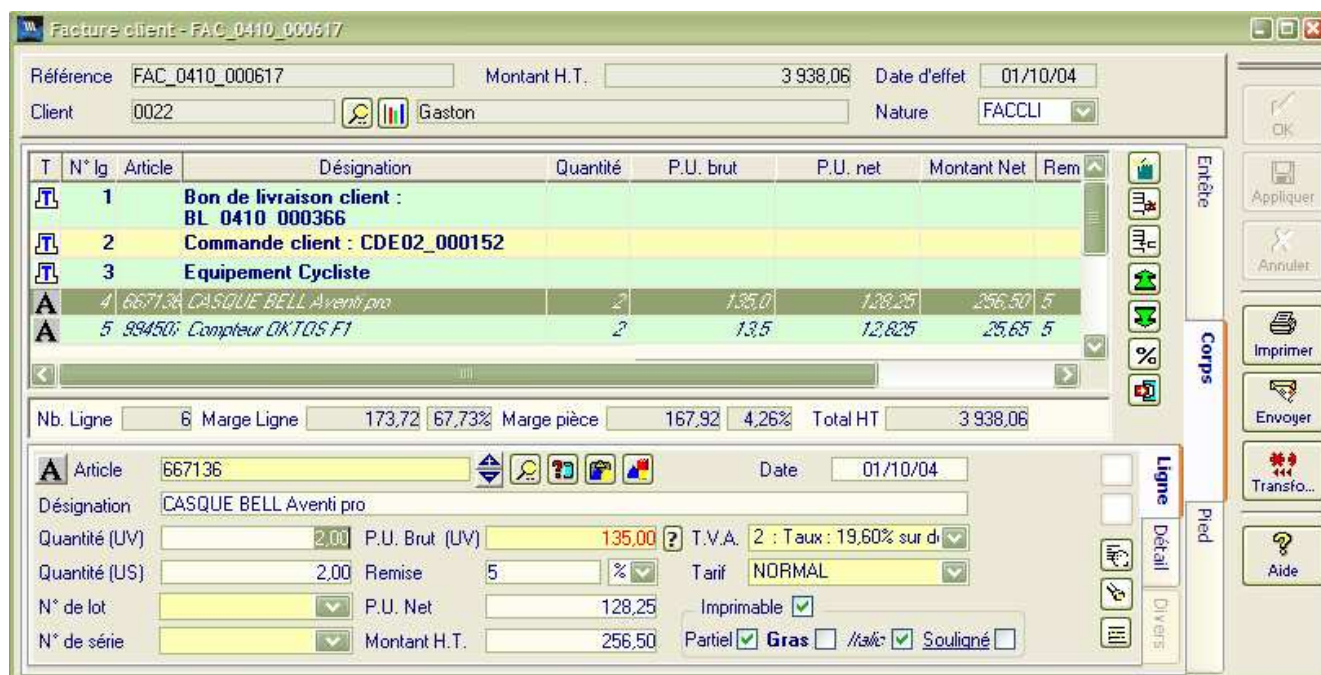 Facture client - FAC_0410_000617
Référence FAC_0410_000617 Montant H.T. 3 938,06 Date d'effet 01/10/04
Client 0022 Gaston Nature FACCLI
T N° lg Article Désignation Quantité P.U. brut P.U. net Montant Net Rem
T 1 Bon de livraison client :
BL_0410_000366
T 2 Commande client : CDE02_000152
T 3 Equipement Cycliste
A 4 667136 CASQUE BELL Aventi pro 2 135,0 128,25 256,50 5
A 5 994507 Compteur OKTOS F1 2 13,5 12,825 25,65 5
%
Nb. Ligne 6 Marge Ligne 173,72 67,73% Marge pièce 167,92 4,26% Total HT 3 938,06
A Article 667136 Date 01/10/04
Désignation CASQUE BELL Aventi pro
Quantité (UV) 2,00 P.U. Brut (UV) 135,00 ? T.V.A. 2 : Taux : 19,60% sur d
Quantité (US) 2,00 Remise 5 % Tarif NORMAL
N° de lot P.U. Net 128,25 Imprimable
N° de série Montant H.T. 256,50 Partiel Gras Italic Souligné
Entête
Corps
Pied
Ligne
Détail
Divers
OK
Appliquer
Annuler
Imprimer
Envoyer
Transfo...
Aide